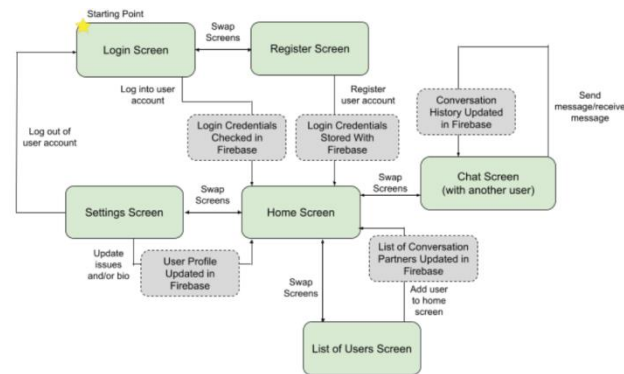 Starting Point
Login Screen
Swap
Screens
Register Screen
Log into user
account
Register
user account
Conversation
History Updated
in Firebase
Send
message/receive
message
Log out of
user account
Login Credentials
Checked in
Firebase
Login Credentials
Stored With
Firebase
Chat Screen
(with another user)
Swap
Screens
Settings Screen
Swap
Screens
Home Screen
Update
issues
and/or bio
User Profile
Updated in
Firebase
List of Conversation
Partners Updated in
Firebase
Swap
Screens
Add user
to home
screen
List of Users Screen